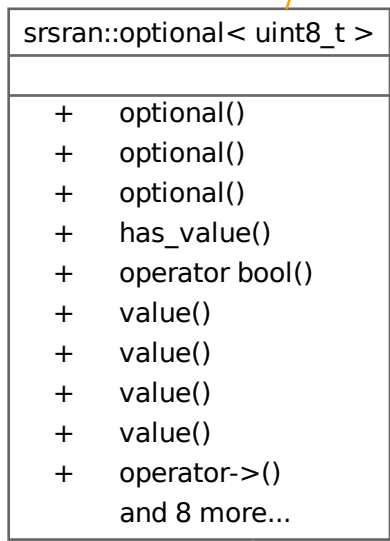 srsran::optional< uint8_t >
+ optional()
+ optional()
+ optional()
+ has_value()
+ operator bool()
+ value()
+ value()
+ value()
+ value()
+ operator->()
and 8 more...